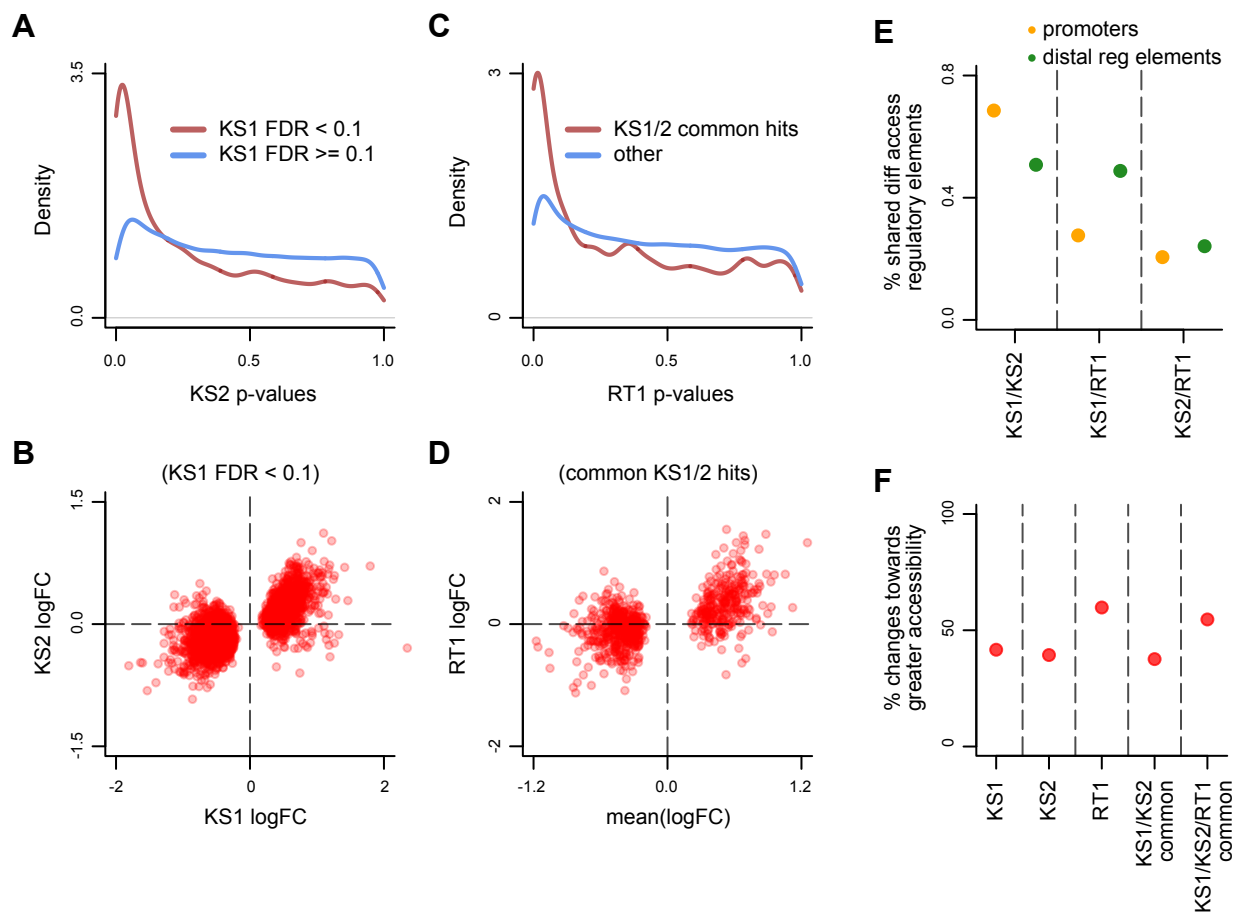 A
3.5
0.0
Density
KS1 FDR < 0.1
KS1 FDR >= 0.1
0.0
0.5
1.0
KS2 p-values
C
3
0
Density
KS1/2 common hits
other
0.0
0.5
1.0
RT1 p-values
E
promoters
distal reg elements
0.8
0.4
0.0
% shared diff access
regulatory elements
KS1/KS2
KS1/RT1
KS2/RT1
B
(KS1 FDR < 0.1)
1.5
0.0
-1.5
KS2 logFC
-2
0
2
KS1 logFC
D
(common KS1/2 hits)
2
0
-2
RT1 logFC
-1.2
0.0
1.2
mean(logFC)
F
100
50
0
% changes towards
greater accessibility
KS1
KS2
RT1
KS1/KS2
common
KS1/KS2/RT1
common